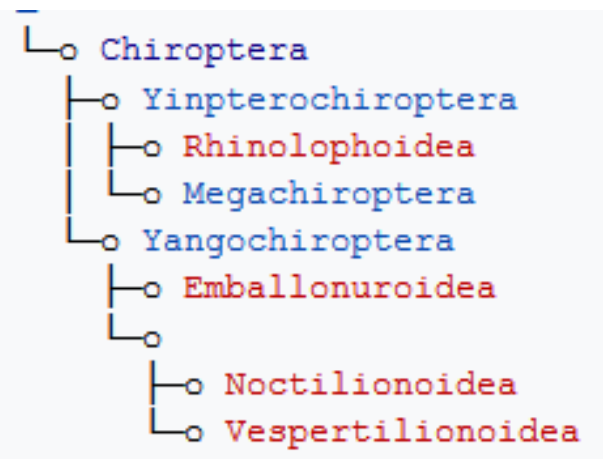 Chiroptera
Yinpterochiroptera
Rhinolophoidea
Megachiroptera
Yangochiroptera
Emballonuroidea
Noctilionoidea
Vespertilionoidea